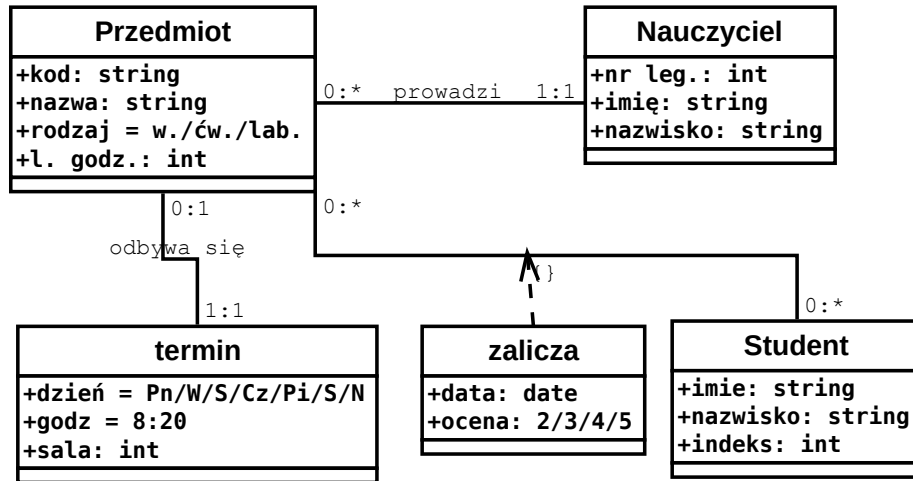 Przedmiot
+kod: string
+nazwa: string
+rodzaj = w./ćw./lab.
+l. godz.: int
0:* prowadzi 1:1
Nauczyciel
+nr leg.: int
+imię: string
+nazwisko: string
0:1
odbywa się
1:1
0:*
{}
0:*
termin
+dzień = Pn/W/S/Cz/Pi/S/N
+godz = 8:20
+sala: int
zalicza
+data: date
+ocena: 2/3/4/5
Student
+imie: string
+nazwisko: string
+indeks: int